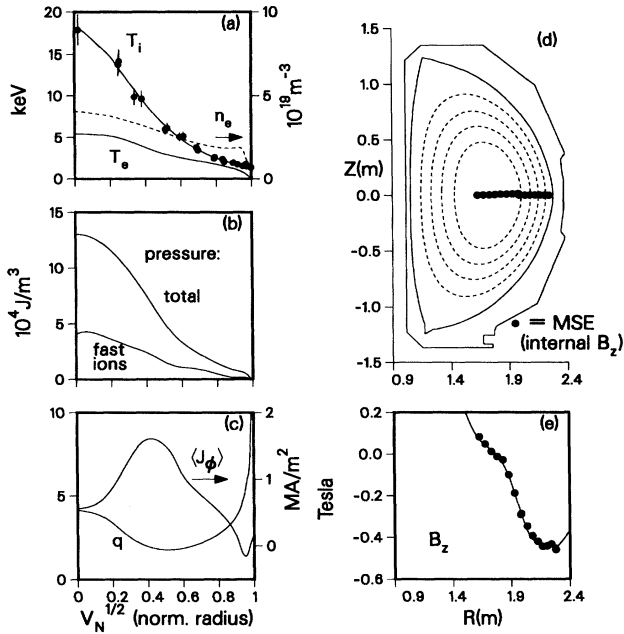 20
15
10
5
0
keV
(a)
T_i
n_e
T_e
10
5
0
10^19 m^-3
15
10
5
0
10^4 J/m^3
(b)
pressure:
total
fast
ions
10
5
0
(c)
⟨J_ϕ⟩
q
2
1
0
MA/m^2
0 0.2 0.4 0.6 0.8 1
V_N^1/2 (norm. radius)
(d)
1.5
1.0
0.5
Z(m)
0.0
-0.5
-1.0
-1.5
● = MSE
(internal B_z)
0.9 1.4 1.9 2.4
(e)
0.2
0.0
-0.2
-0.4
-0.6
Tesla
B_z
0.9 1.4 1.9 2.4
R(m)